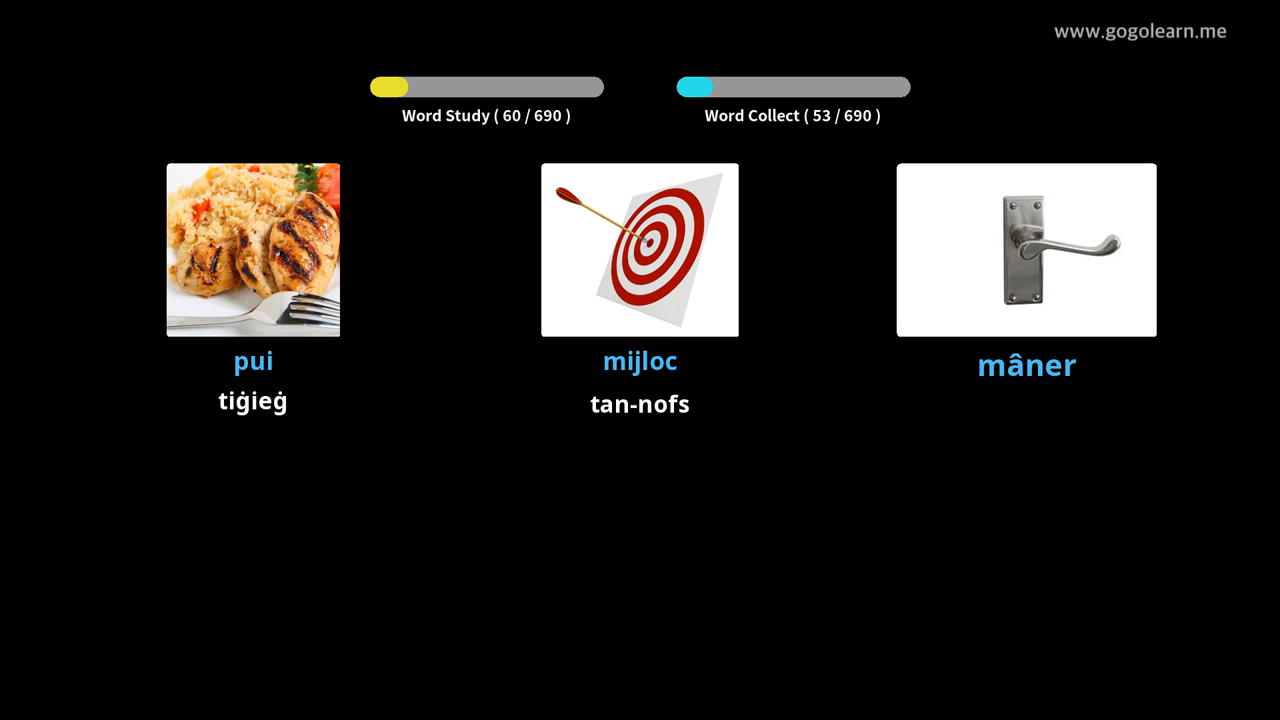 www.gogolearn.me
Word Study ( 60 / 690 )
Word Collect ( 53 / 690 )
pui
mijloc
mâner
tiġieġ
tan-nofs